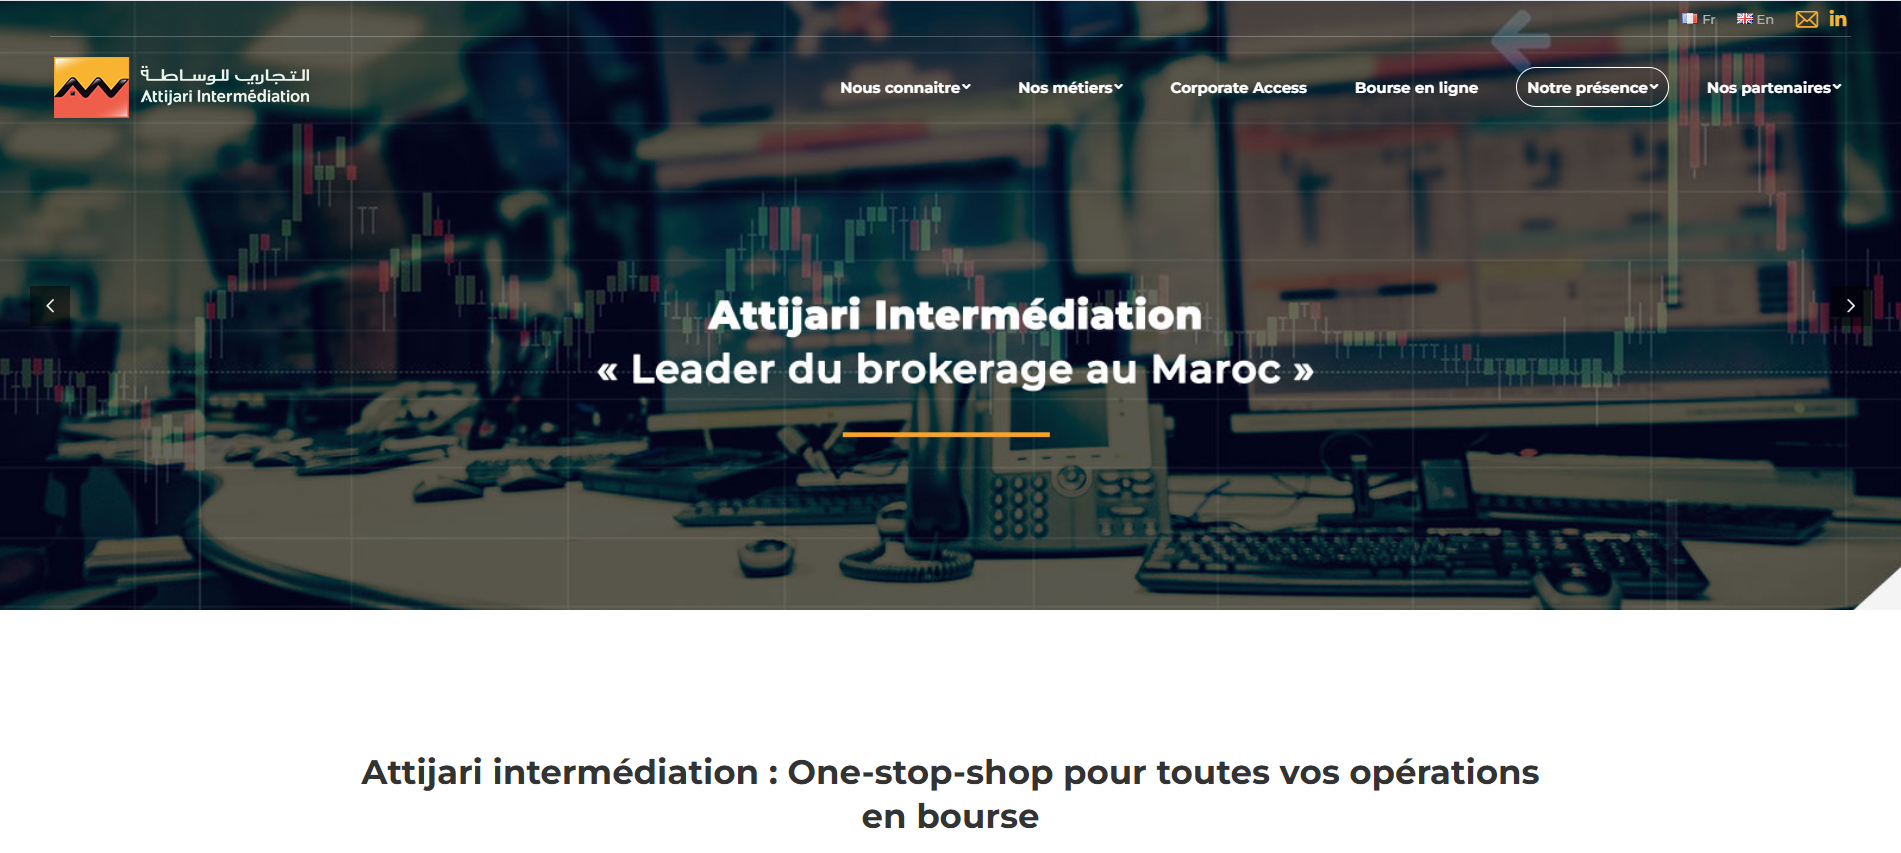 Fr En
التجاري للوساطة
Attijari Intermédiation
Nous connaitre Nos métiers Corporate Access Bourse en ligne Notre présence Nos partenaires
Attijari Intermédiation
« Leader du brokerage au Maroc »
Attijari intermédiation : One-stop-shop pour toutes vos opérations
en bourse